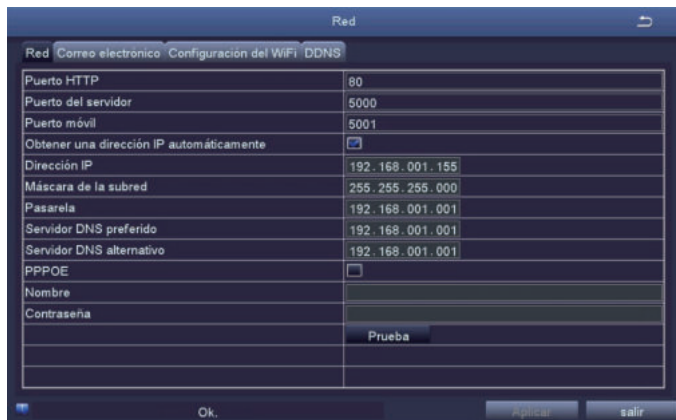 Red
Red Correo electrónico Configuración del WiFi DDNS
Puerto HTTP 80
Puerto del servidor 5000
Puerto móvil 5001
Obtener una dirección IP automáticamente
Dirección IP 192.168.001.155
Máscara de la subred 255.255.255.000
Pasarela 192.168.001.001
Servidor DNS preferido 192.168.001.001
Servidor DNS alternativo 192.168.001.001
PPPOE
Nombre
Contraseña
Prueba
Ok. Aplicar salir